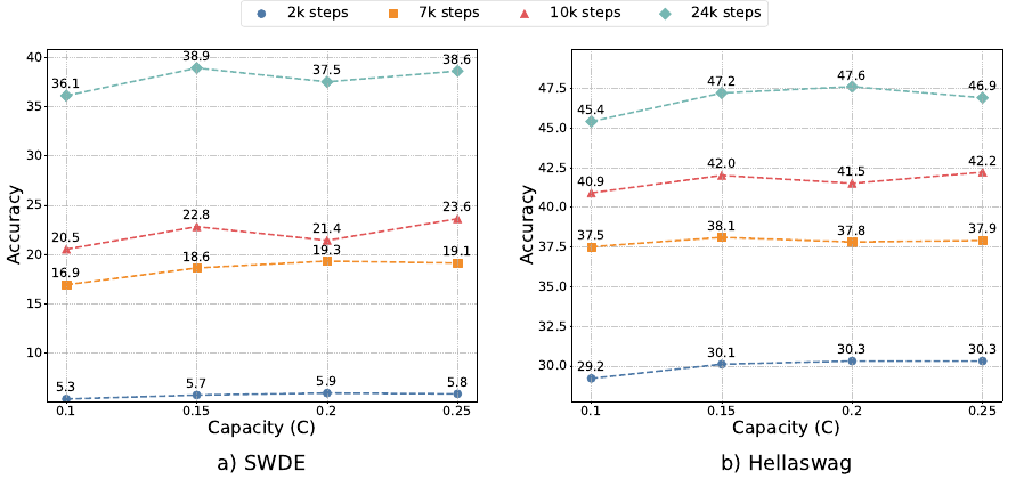 2k steps 7k steps 10k steps 24k steps
40
35
30
25
20
15
10
Accuracy
36.1 38.9 37.5 38.6
20.5 22.8 21.4 23.6
16.9 18.6 19.3 19.1
5.3 5.7 5.9 5.8
0.1 0.15 0.2 0.25
Capacity (C)
a) SWDE
47.5
45.0
42.5
40.0
37.5
35.0
32.5
30.0
Accuracy
45.4 47.2 47.6 46.9
40.9 42.0 41.5 42.2
37.5 38.1 37.8 37.9
29.2 30.1 30.3 30.3
0.1 0.15 0.2 0.25
Capacity (C)
b) Hellaswag